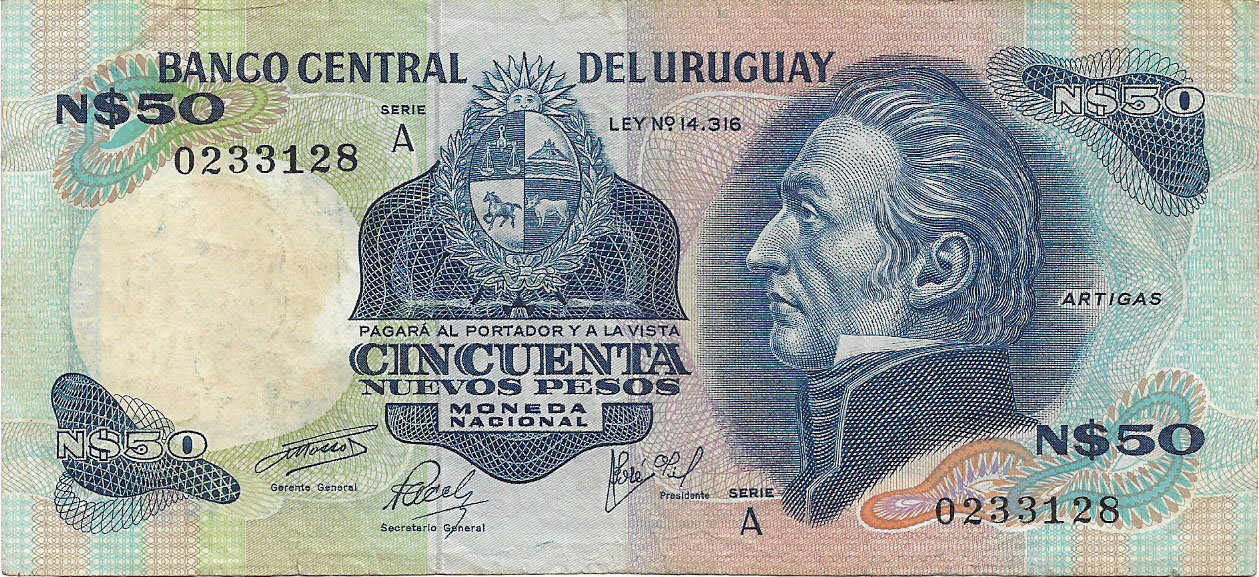 BANCO CENTRAL DEL URUGUAY
N$50
N$50
SERIE
A
LEY Nº 14.316
0233128
ARTIGAS
PAGARÁ AL PORTADOR Y A LA VISTA
CINCUENTA
NUEVOS PESOS
MONEDA
NACIONAL
N$50
N$50
Gerente General
Secretario General
Presidente
SERIE
A
0233128